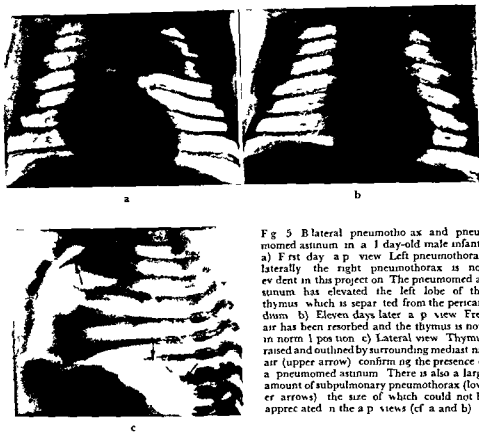 a
b
F g 5 B lateral pneumotho ax and pneu
momed astinum in a 1 day-old male infant
a) F rst day a p view Left pneumothora
laterally the right pneumothorax is no
ev dent in this project on The pneumomed a
stinum has elevated the left lobe of th
thymus which is separ ted from the perica
dium b) Eleven days later a p view Fre
air has been resorbed and the thymus is nov
in norm l pos tion c) Lateral view Thymu
raised and outlined by surrounding mediast na
air (upper arrow) confirm ng the presence o
a pneumomed astinum There is also a larg
amount of subpulmonary pneumothorax (low
er arrows) the size of which could not b
apprec ated n the a p views (cf a and b)
c